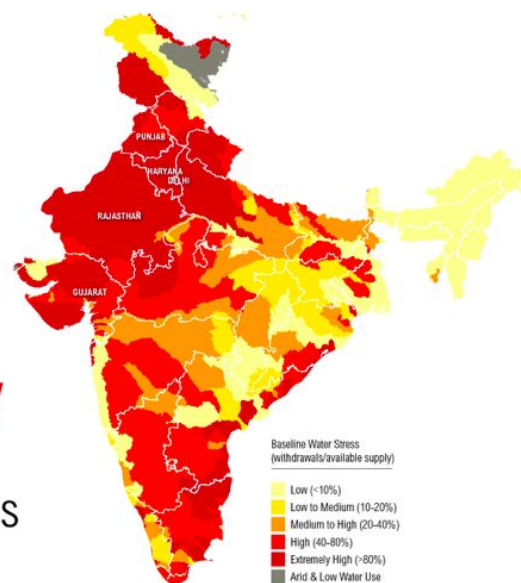 PUNJAB
HARYANA
DELHI
RAJASTHAN
GUJARAT
S
Baseline Water Stress
(withdrawals/available supply)
Low (<10%)
Low to Medium (10-20%)
Medium to High (20-40%)
High (40-80%)
Extremely High (>80%)
Arid & Low Water Use